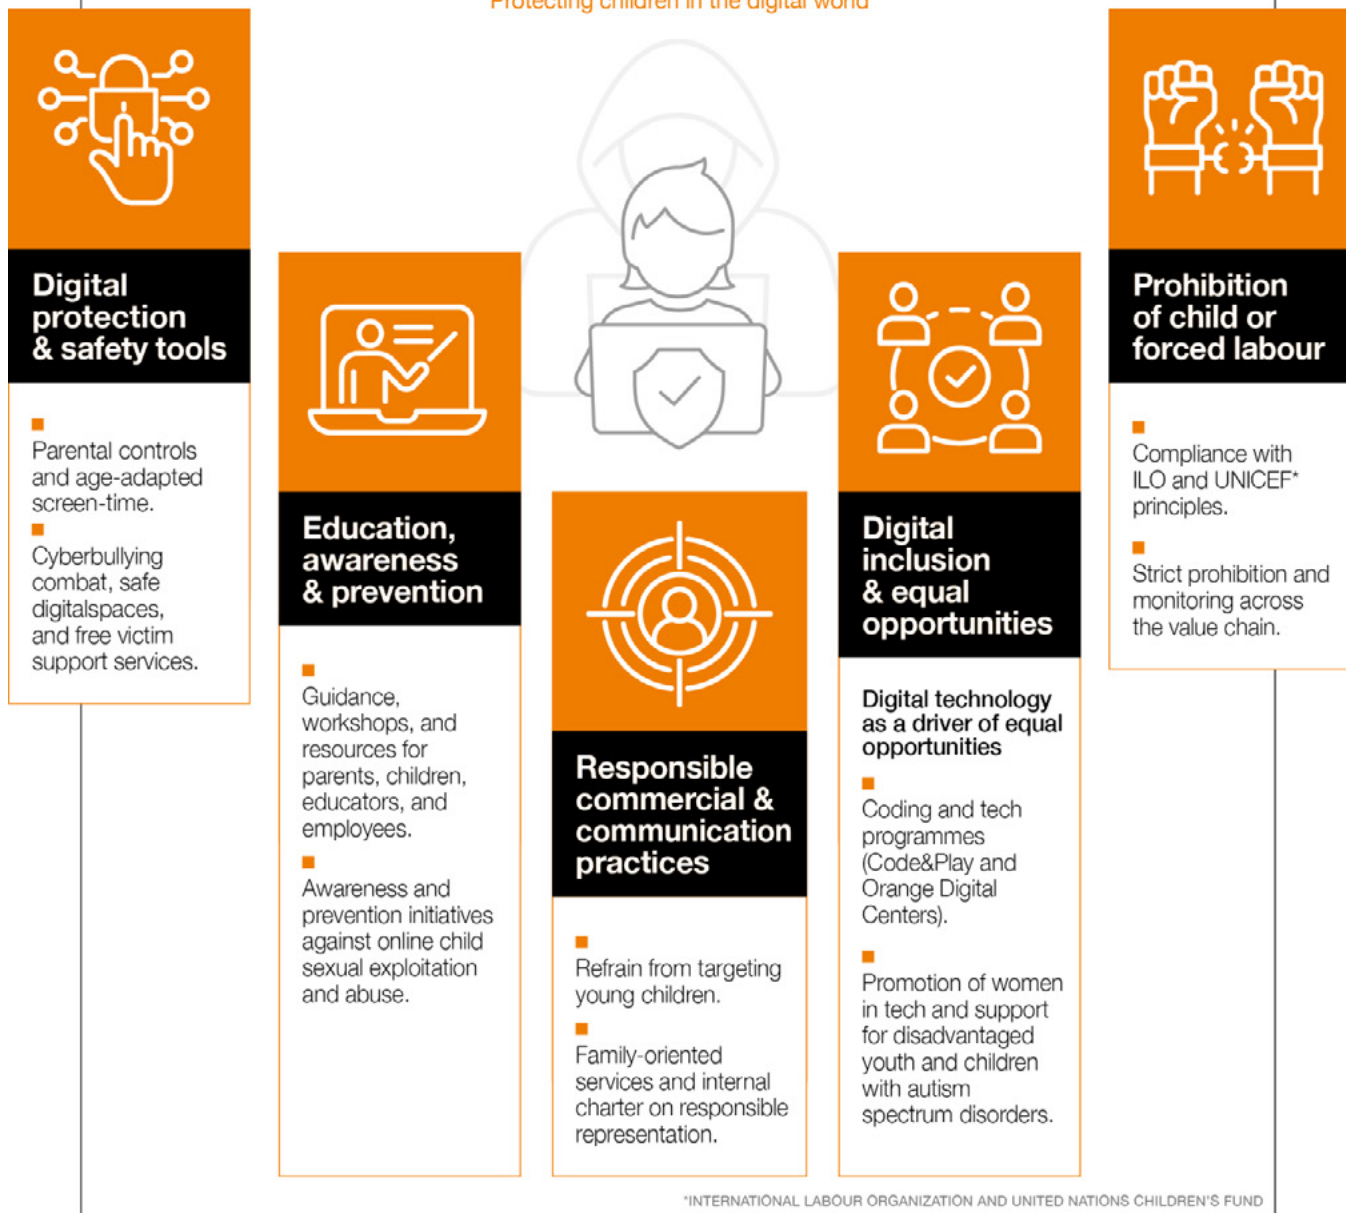 Protecting children in the digital world
Digital
protection
& safety tools
Parental controls
and age-adapted
screen-time.
Cyberbullying
combat, safe
digitalspaces,
and free victim
support services.
Education,
awareness
& prevention
Guidance,
workshops, and
resources for
parents, children,
educators, and
employees.
Awareness and
prevention initiatives
against online child
sexual exploitation
and abuse.
Responsible
commercial &
communication
practices
Refrain from targeting
young children.
Family-oriented
services and internal
charter on responsible
representation.
Digital
inclusion
& equal
opportunities
Digital technology
as a driver of equal
opportunities
Coding and tech
programmes
(Code&Play and
Orange Digital
Centers).
Promotion of women
in tech and support
for disadvantaged
youth and children
with autism
spectrum disorders.
Prohibition
of child or
forced labour
Compliance with
ILO and UNICEF*
principles.
Strict prohibition and
monitoring across
the value chain.
*INTERNATIONAL LABOUR ORGANIZATION AND UNITED NATIONS CHILDREN'S FUND